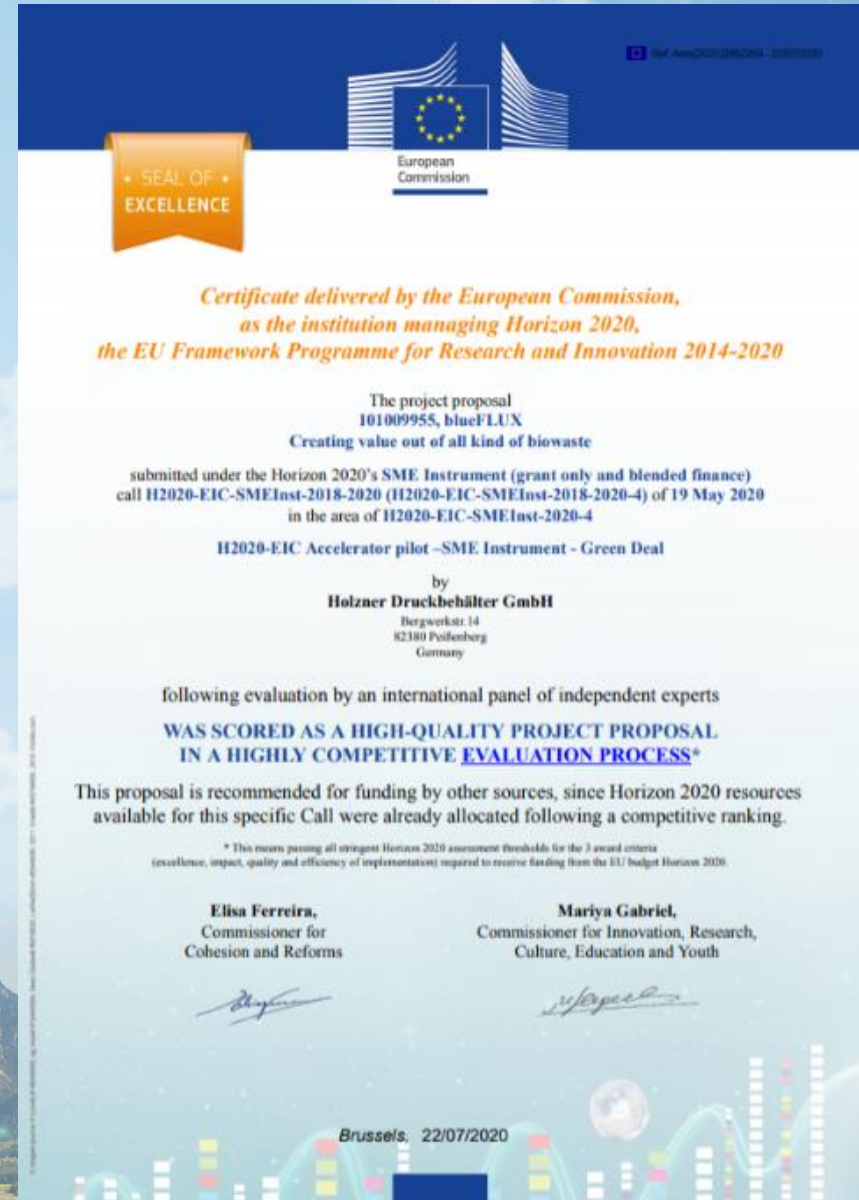 European
Commission
• SEAL OF •
EXCELLENCE
Certificate delivered by the European Commission,
as the institution managing Horizon 2020,
the EU Framework Programme for Research and Innovation 2014-2020
The project proposal
101009955, blueFLUX
Creating value out of all kind of biowaste
submitted under the Horizon 2020's SME Instrument (grant only and blended finance)
call H2020-EIC-SMEInst-2018-2020 (H2020-EIC-SMEInst-2018-2020-4) of 19 May 2020
in the area of H2020-EIC-SMEInst-2020-4
H2020-EIC Accelerator pilot –SME Instrument - Green Deal
by
Holzner Druckbehälter GmbH
Bergwerkstr.14
82380 Peißenberg
Germany
following evaluation by an international panel of independent experts
WAS SCORED AS A HIGH-QUALITY PROJECT PROPOSAL
IN A HIGHLY COMPETITIVE EVALUATION PROCESS*
This proposal is recommended for funding by other sources, since Horizon 2020 resources
available for this specific Call were already allocated following a competitive ranking.
* This means passing all stringent Horizon 2020 assessment thresholds for the 3 award criteria
(excellence, impact, quality and efficiency of implementation) required to receive funding from the EU budget Horizon 2020.
Elisa Ferreira,
Commissioner for
Cohesion and Reforms
Mariya Gabriel,
Commissioner for Innovation, Research,
Culture, Education and Youth
Brussels, 22/07/2020